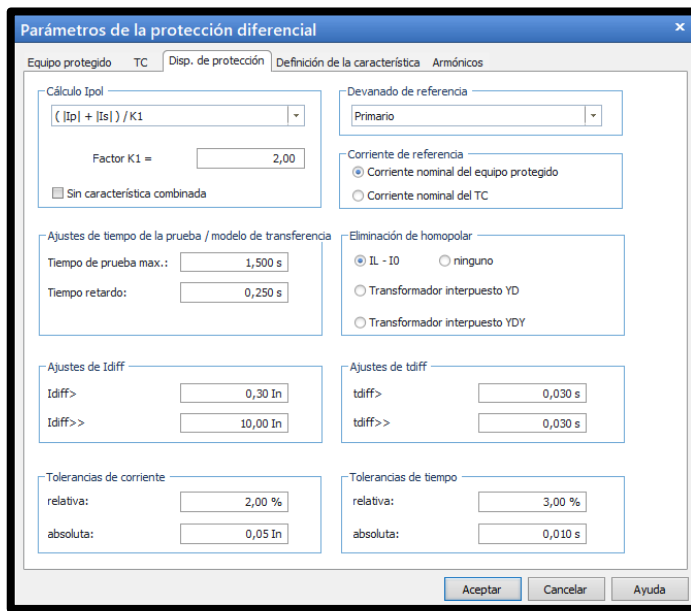 Parámetros de la protección diferencial
Equipo protegido TC Disp. de protección Definición de la característica Armónicos
Cálculo Ipol
( |Ip| + |Is| ) / K1
Factor K1 = 2,00
Sin característica combinada
Devanado de referencia
Primario
Corriente de referencia
Corriente nominal del equipo protegido
Corriente nominal del TC
Ajustes de tiempo de la prueba / modelo de transferencia
Tiempo de prueba max.: 1,500 s
Tiempo retardo: 0,250 s
Eliminación de homopolar
IL - I0 ninguno
Transformador interpuesto YD
Transformador interpuesto YDY
Ajustes de Idiff
Idiff> 0,30 In
Idiff>> 10,00 In
Ajustes de tdiff
tdiff> 0,030 s
tdiff>> 0,030 s
Tolerancias de corriente
relativa: 2,00 %
absoluta: 0,05 In
Tolerancias de tiempo
relativa: 3,00 %
absoluta: 0,010 s
Aceptar Cancelar Ayuda